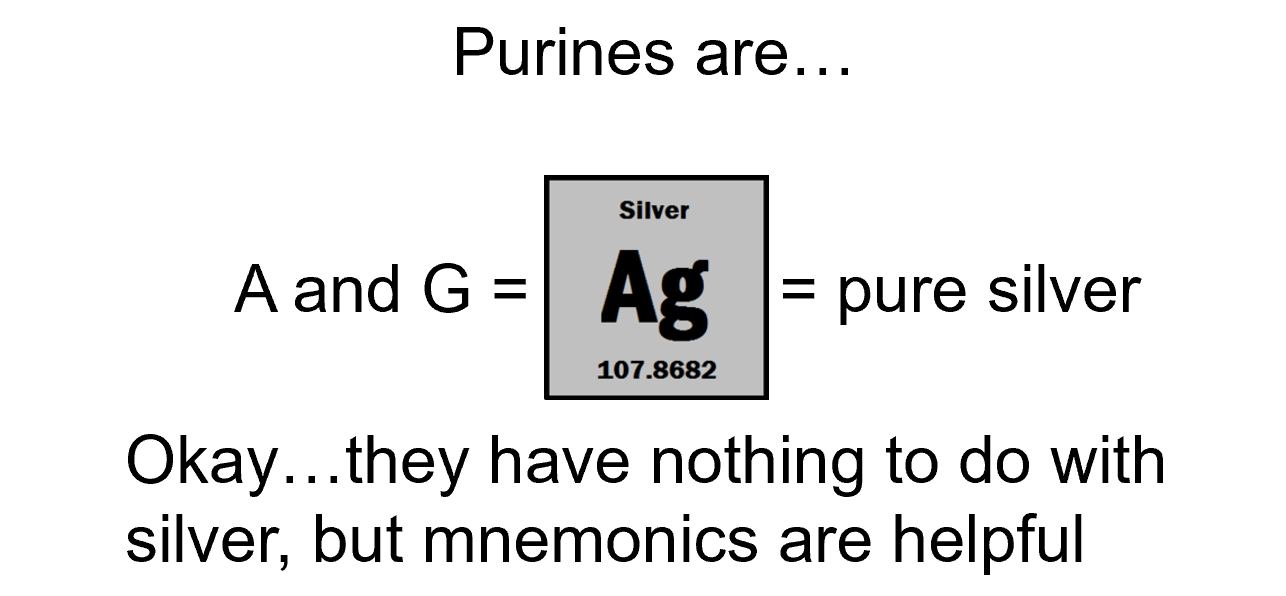 Purines are…
A and G =
Silver
Ag
107.8682
= pure silver
Okay…they have nothing to do with
silver, but mnemonics are helpful